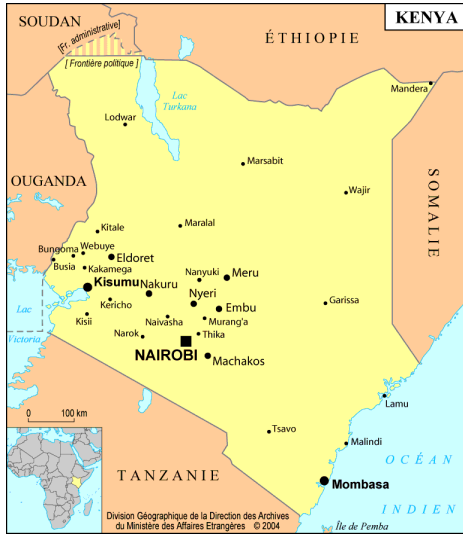 SOUDAN
KENYA
[Fr. administrative]
ÉTHIOPIE
[ Frontière politique ]
Mandera
Lac
Turkana
Lodwar
Marsabit
OUGANDA
Wajir
SOMALIE
Maralal
Kitale
Bungoma
Webuye
Eldoret
Busia
Kakamega
Nanyuki
Meru
Kisumu
Nakuru
Kericho
Nyeri
Garissa
Embu
Lac
Victoria
Kisii
Naivasha
Murang'a
Narok
Thika
NAIROBI
Machakos
Lamu
0 100 km
Tsavo
Malindi
OCÉAN
TANZANIE
Mombasa
INDIEN
Division Géographique de la Direction des Archives
du Ministère des Affaires Etrangères © 2004
Île de Pemba